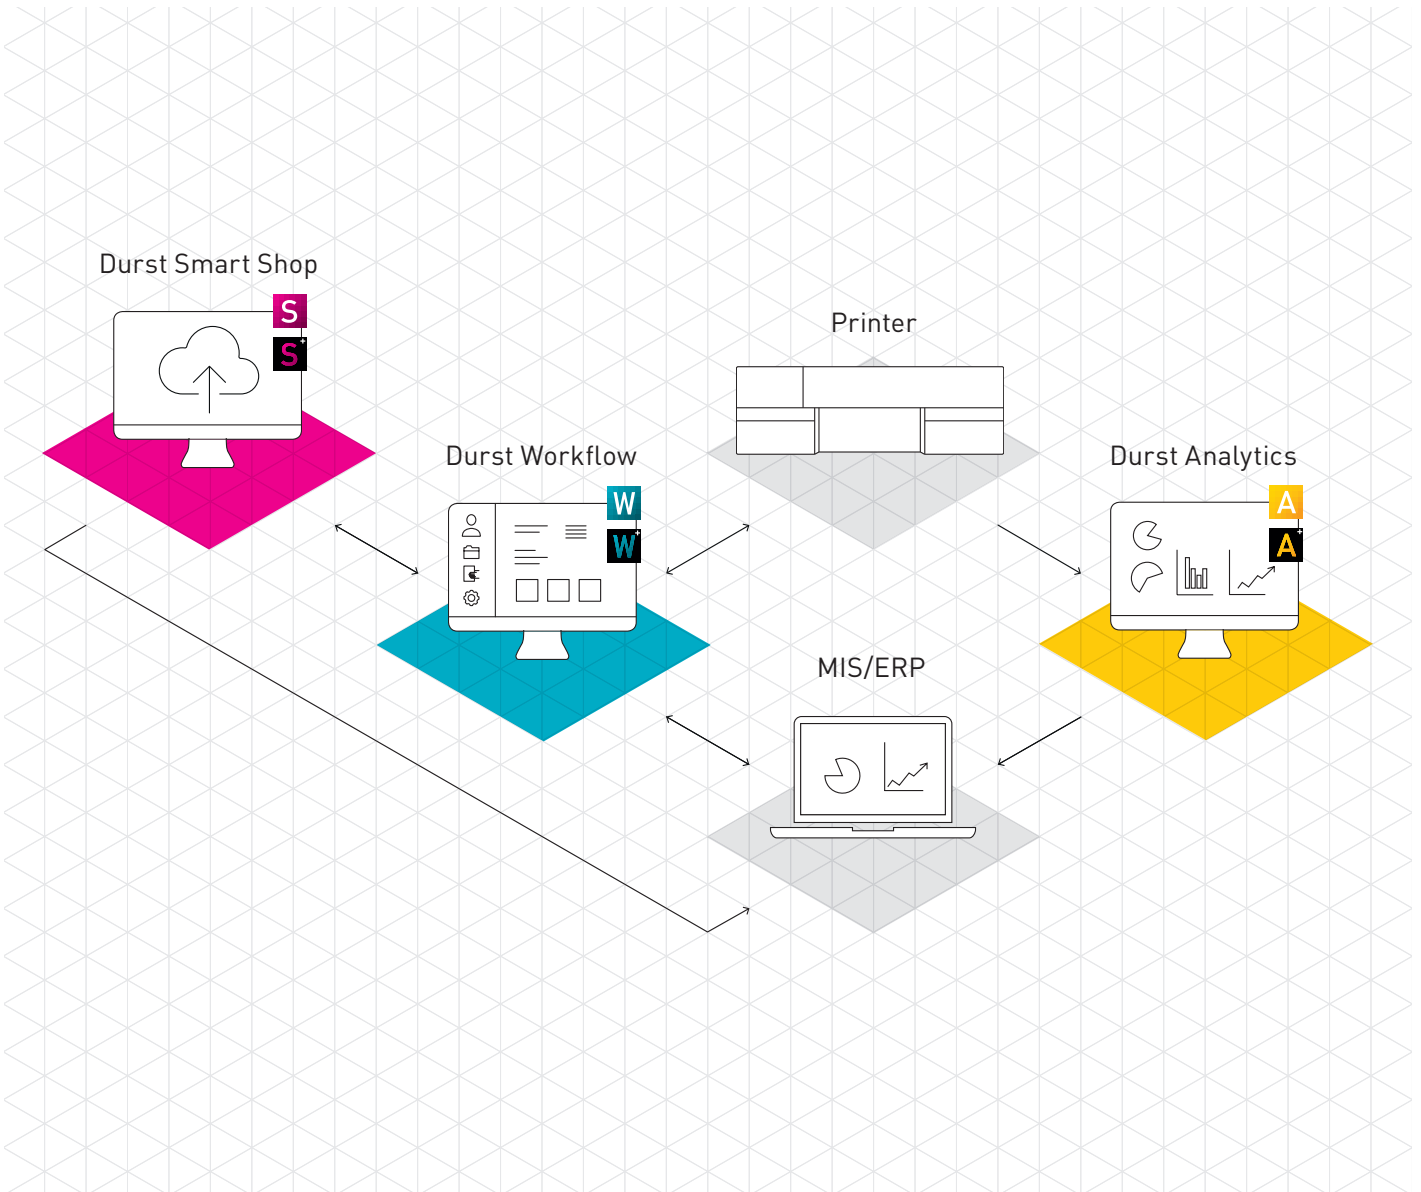 Durst Smart Shop
S
S+
Printer
Durst Workflow
W
W+
Durst Analytics
A
A+
MIS/ERP